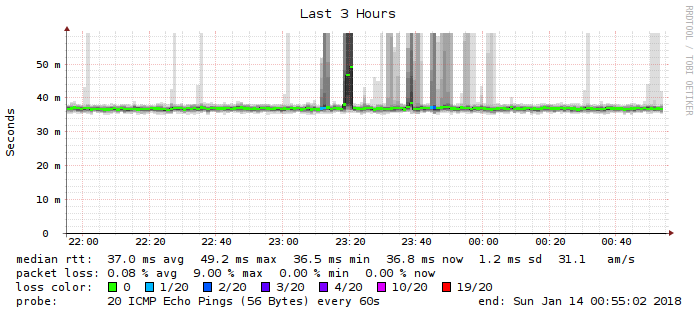 Last 3 Hours
RRDTOOL / TOBI OETIKER
Seconds
50 m
40 m
30 m
20 m
10 m
0
22:00 22:20 22:40 23:00 23:20 23:40 00:00 00:20 00:40
median rtt: 37.0 ms avg 49.2 ms max 36.5 ms min 36.8 ms now 1.2 ms sd 31.1 am/s
packet loss: 0.08 % avg 9.00 % max 0.00 % min 0.00 % now
loss color: 0 1/20 2/20 3/20 4/20 10/20 19/20
probe: 20 ICMP Echo Pings (56 Bytes) every 60s end: Sun Jan 14 00:55:02 2018